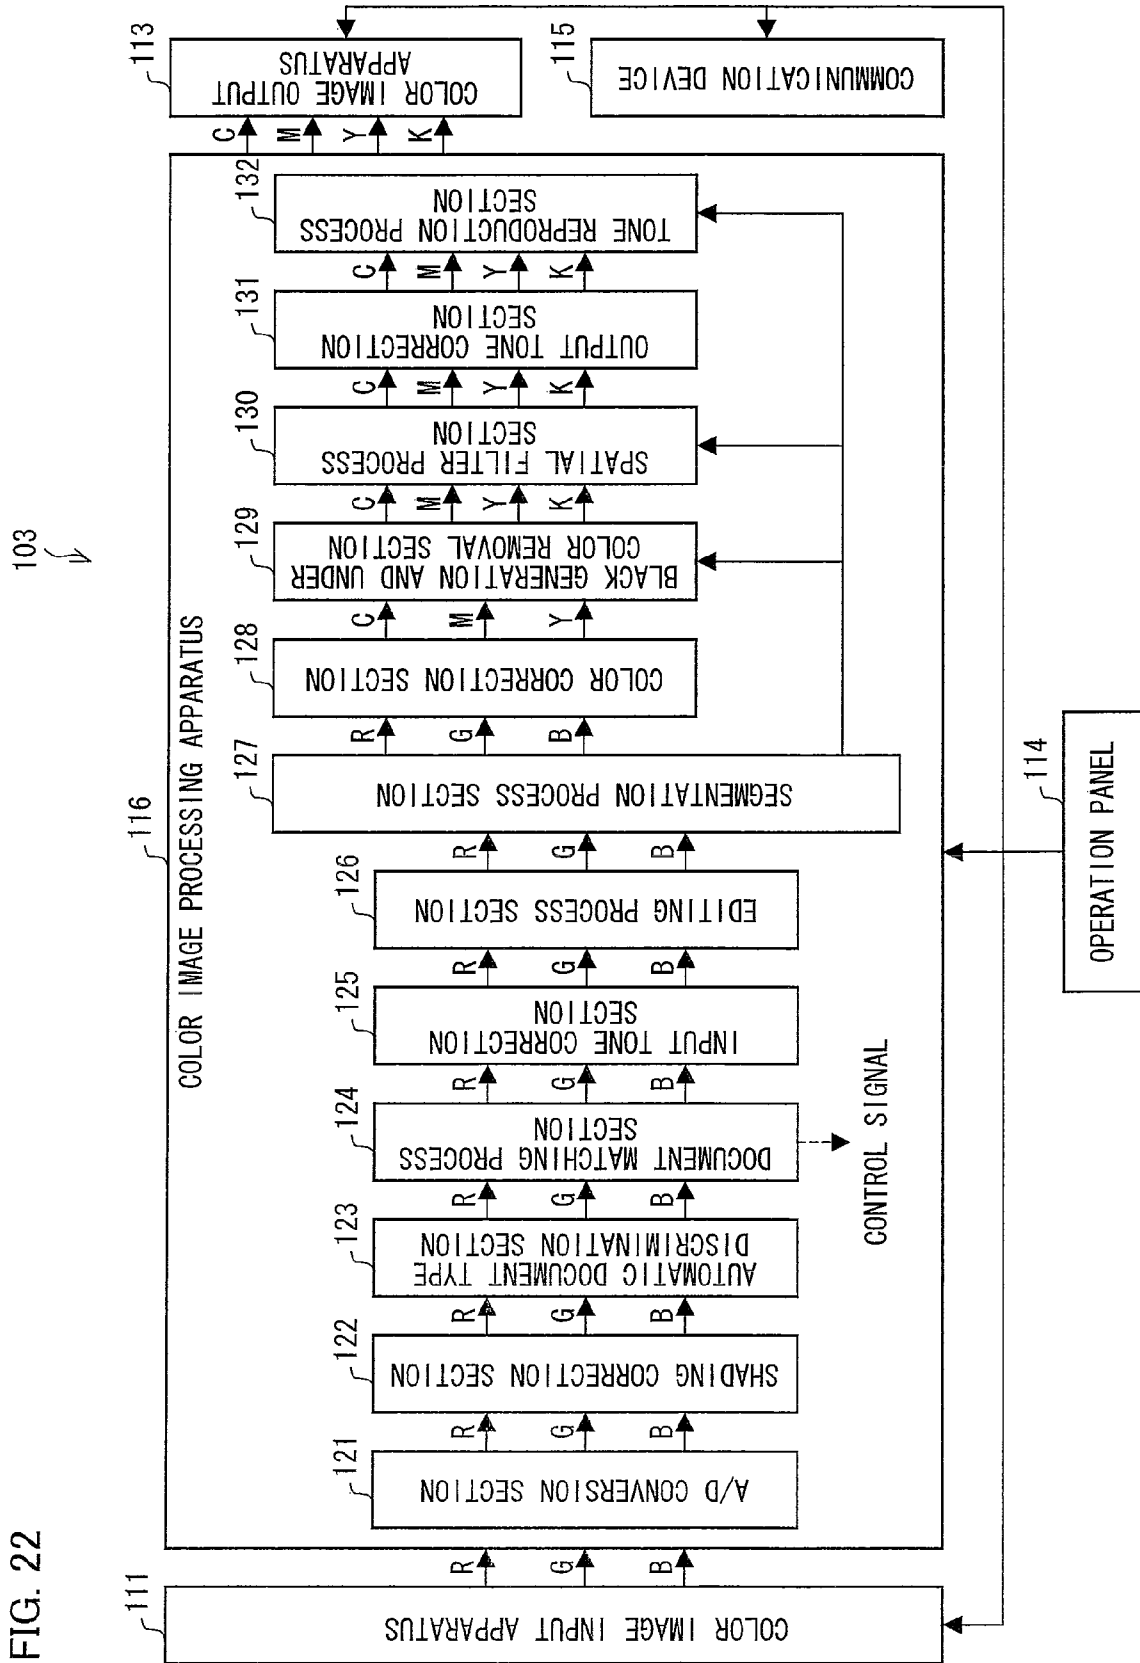 FIG. 22
103
116
COLOR IMAGE PROCESSING APPARATUS
111
COLOR IMAGE INPUT APPARATUS
R
G
B
121
A/D CONVERSION SECTION
R
G
B
122
SHADING CORRECTION SECTION
R
G
B
123
AUTOMATIC DOCUMENT TYPE
DISCRIMINATION SECTION
R
G
B
124
DOCUMENT MATCHING PROCESS
SECTION
CONTROL SIGNAL
R
G
B
125
INPUT TONE CORRECTION
SECTION
R
G
B
126
EDITING PROCESS SECTION
R
G
B
127
SEGMENTATION PROCESS SECTION
R
G
B
128
COLOR CORRECTION SECTION
C
M
Y
129
BLACK GENERATION AND UNDER
COLOR REMOVAL SECTION
C
M
Y
K
130
SPATIAL FILTER PROCESS
SECTION
C
M
Y
K
131
OUTPUT TONE CORRECTION
SECTION
C
M
Y
K
132
TONE REPRODUCTION PROCESS
SECTION
C
M
Y
K
113
COLOR IMAGE OUTPUT
APPARATUS
115
COMMUNICATION DEVICE
114
OPERATION PANEL